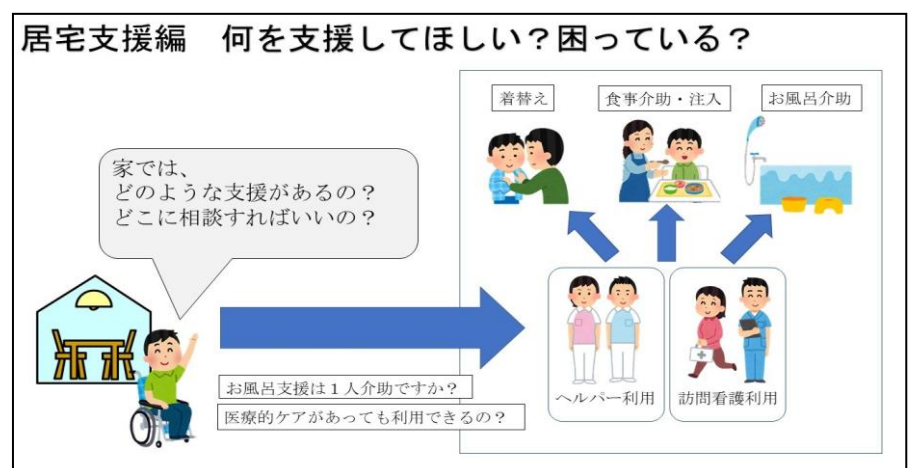 居宅支援編　何を支援してほしい？困っている？
着替え
食事介助・注入
お風呂介助
家では、
どのような支援があるの？
どこに相談すればいいの？
お風呂支援は１人介助ですか？
医療的ケアがあっても利用できるの？
ヘルパー利用
訪問看護利用